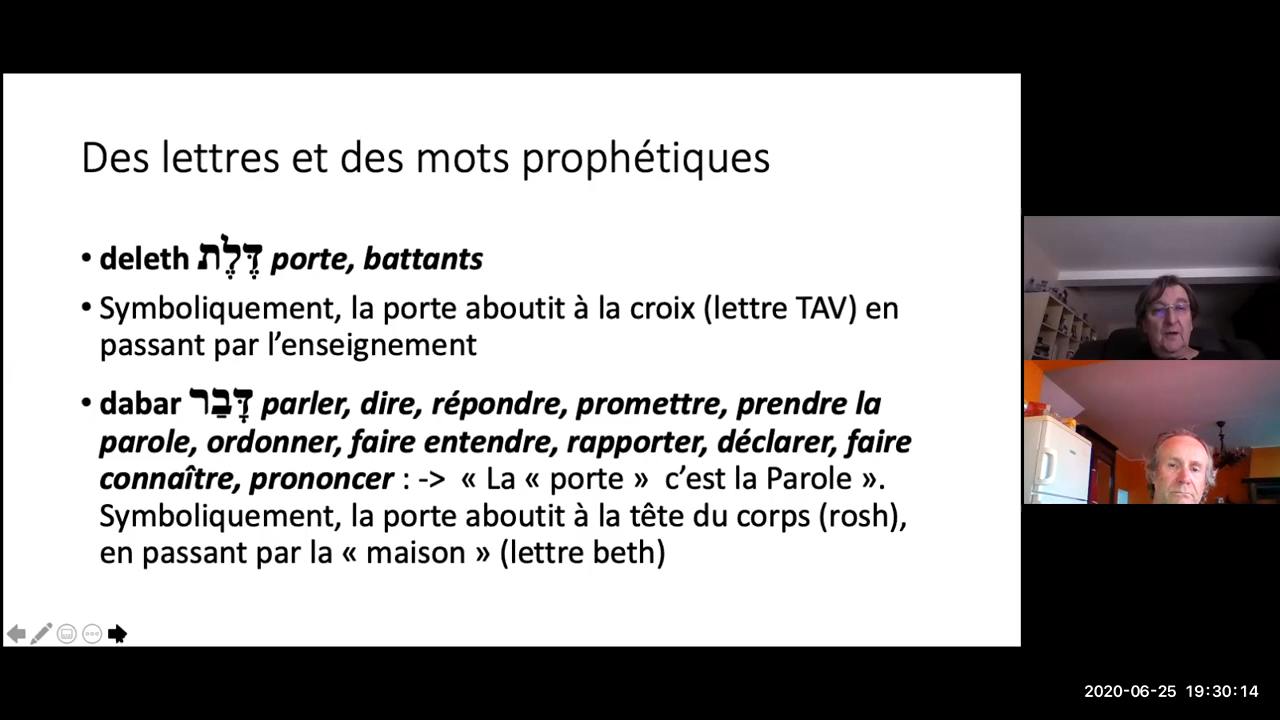 Des lettres et des mots prophétiques
• deleth דֶּלֶת porte, battants
• Symboliquement, la porte aboutit à la croix (lettre TAV) en
passant par l’enseignement
• dabar דָּבַר parler, dire, répondre, promettre, prendre la
parole, ordonner, faire entendre, rapporter, déclarer, faire
connaître, prononcer : -> « La « porte » c’est la Parole ».
Symboliquement, la porte aboutit à la tête du corps (rosh),
en passant par la « maison » (lettre beth)
2020-06-25 19:30:14